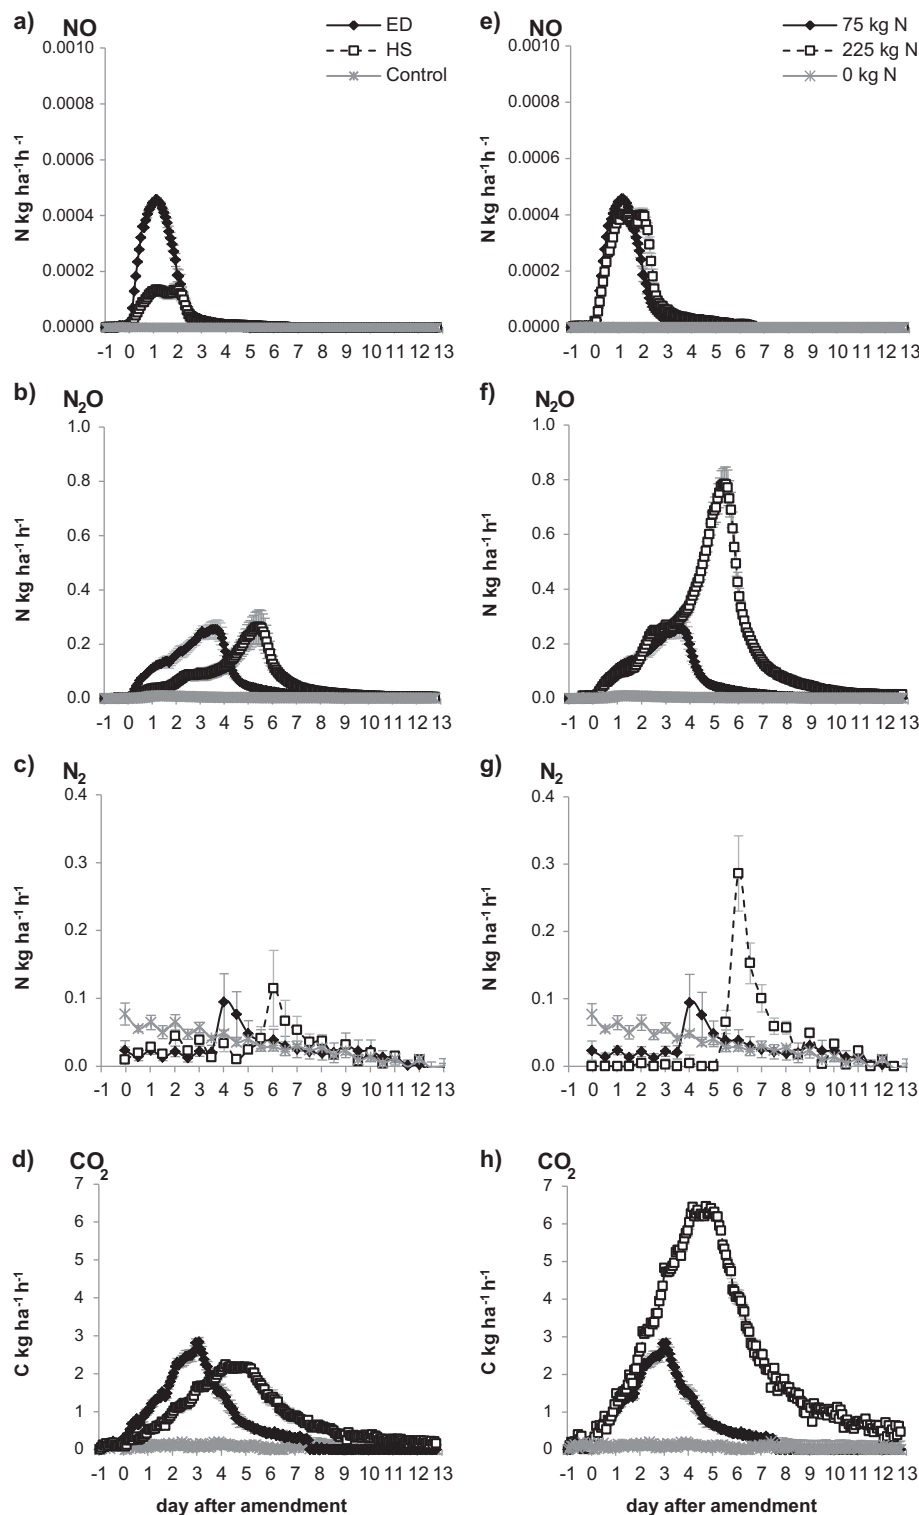 a) NO
ED
HS
Control
0.0010
0.0008
0.0006
0.0004
0.0002
0.0000
N kg ha-1h -1
-1 0 1 2 3 4 5 6 7 8 9 10 11 12 13
e) NO
75 kg N
225 kg N
0 kg N
0.0010
0.0008
0.0006
0.0004
0.0002
0.0000
N kg ha-1h -1
-1 0 1 2 3 4 5 6 7 8 9 10 11 12 13
b) N2O
1.0
0.8
0.6
0.4
0.2
0.0
N kg ha-1 h-1
-1 0 1 2 3 4 5 6 7 8 9 10 11 12 13
f) N2O
1.0
0.8
0.6
0.4
0.2
0.0
N kg ha-1 h-1
-1 0 1 2 3 4 5 6 7 8 9 10 11 12 13
c) N2
0.4
0.3
0.2
0.1
0.0
N kg ha-1 h-1
-1 0 1 2 3 4 5 6 7 8 9 10 11 12 13
g) N2
0.4
0.3
0.2
0.1
0.0
N kg ha-1 h-1
-1 0 1 2 3 4 5 6 7 8 9 10 11 12 13
d) CO2
7
6
5
4
3
2
1
0
C kg ha-1 h-1
-1 0 1 2 3 4 5 6 7 8 9 10 11 12 13
day after amendment
h) CO2
7
6
5
4
3
2
1
0
C kg ha-1 h-1
-1 0 1 2 3 4 5 6 7 8 9 10 11 12 13
day after amendment